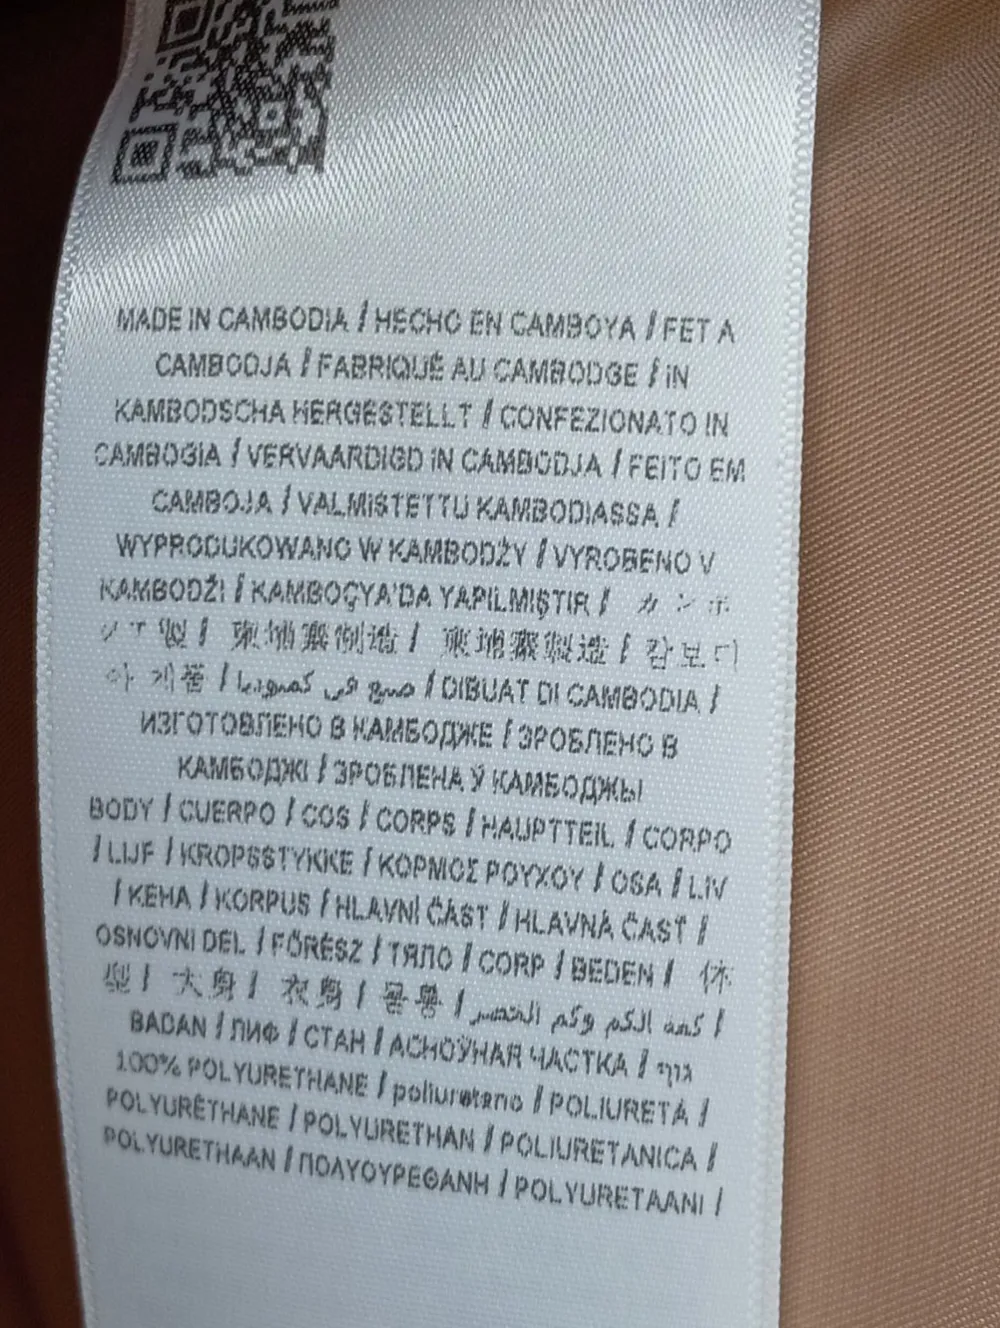 MADE IN CAMBODIA / HECHO EN CAMBOYA / FET A
CAMBODJA / FABRIQUÉ AU CAMBODGE / IN
KAMBODSCHA HERGESTELLT / CONFEZIONATO IN
CAMBOGIA / VERVAARDIGD IN CAMBODJA / FEITO EM
CAMBOJA / VALMISTETTU KAMBODIASSA /
WYPRODUKOWANO W KAMBODŻY / VYROBENO V
KAMBODŽI / KAMBOÇYA'DA YAPILMIŞTIR / カンボ
ジア製 / 柬埔寨制造 / 柬埔寨製造 / 캄보디
아 제품 / صنع في كمبوديا / DIBUAT DI CAMBODIA /
ИЗГОТОВЛЕНО В КАМБОДЖЕ / ЗРОБЛЕНО В
КАМБОДЖІ / ЗРОБЛЕНА Ў КАМБОДЖЫ
BODY / CUERPO / COS / CORPS / HAUPTTEIL / CORPO
/ LIJF / KROPSSTYKKE / ΚΟΡΜΟΣ ΡΟΥΧΟΥ / OSA / LIV
/ KEHA / KORPUS / HLAVNÍ ČÁST / HLAVNÁ ČASŤ /
OSNOVNI DEL / FŐRÉSZ / ТЯЛО / CORP / BEDEN /
/ 大身 / 衣身 / 몸통 /
BADAN / ЛИФ / СТАН / АСНОЎНАЯ ЧАСТКА / גוף
100% POLYURETHANE / poliuretano / POLIURETÀ /
POLYURÉTHANE / POLYURETHAN / POLIURETANICA /
POLYURETHAAN / ΠΟΛΥΟΥΡΕΘΑΝΗ / POLYURETAANI /